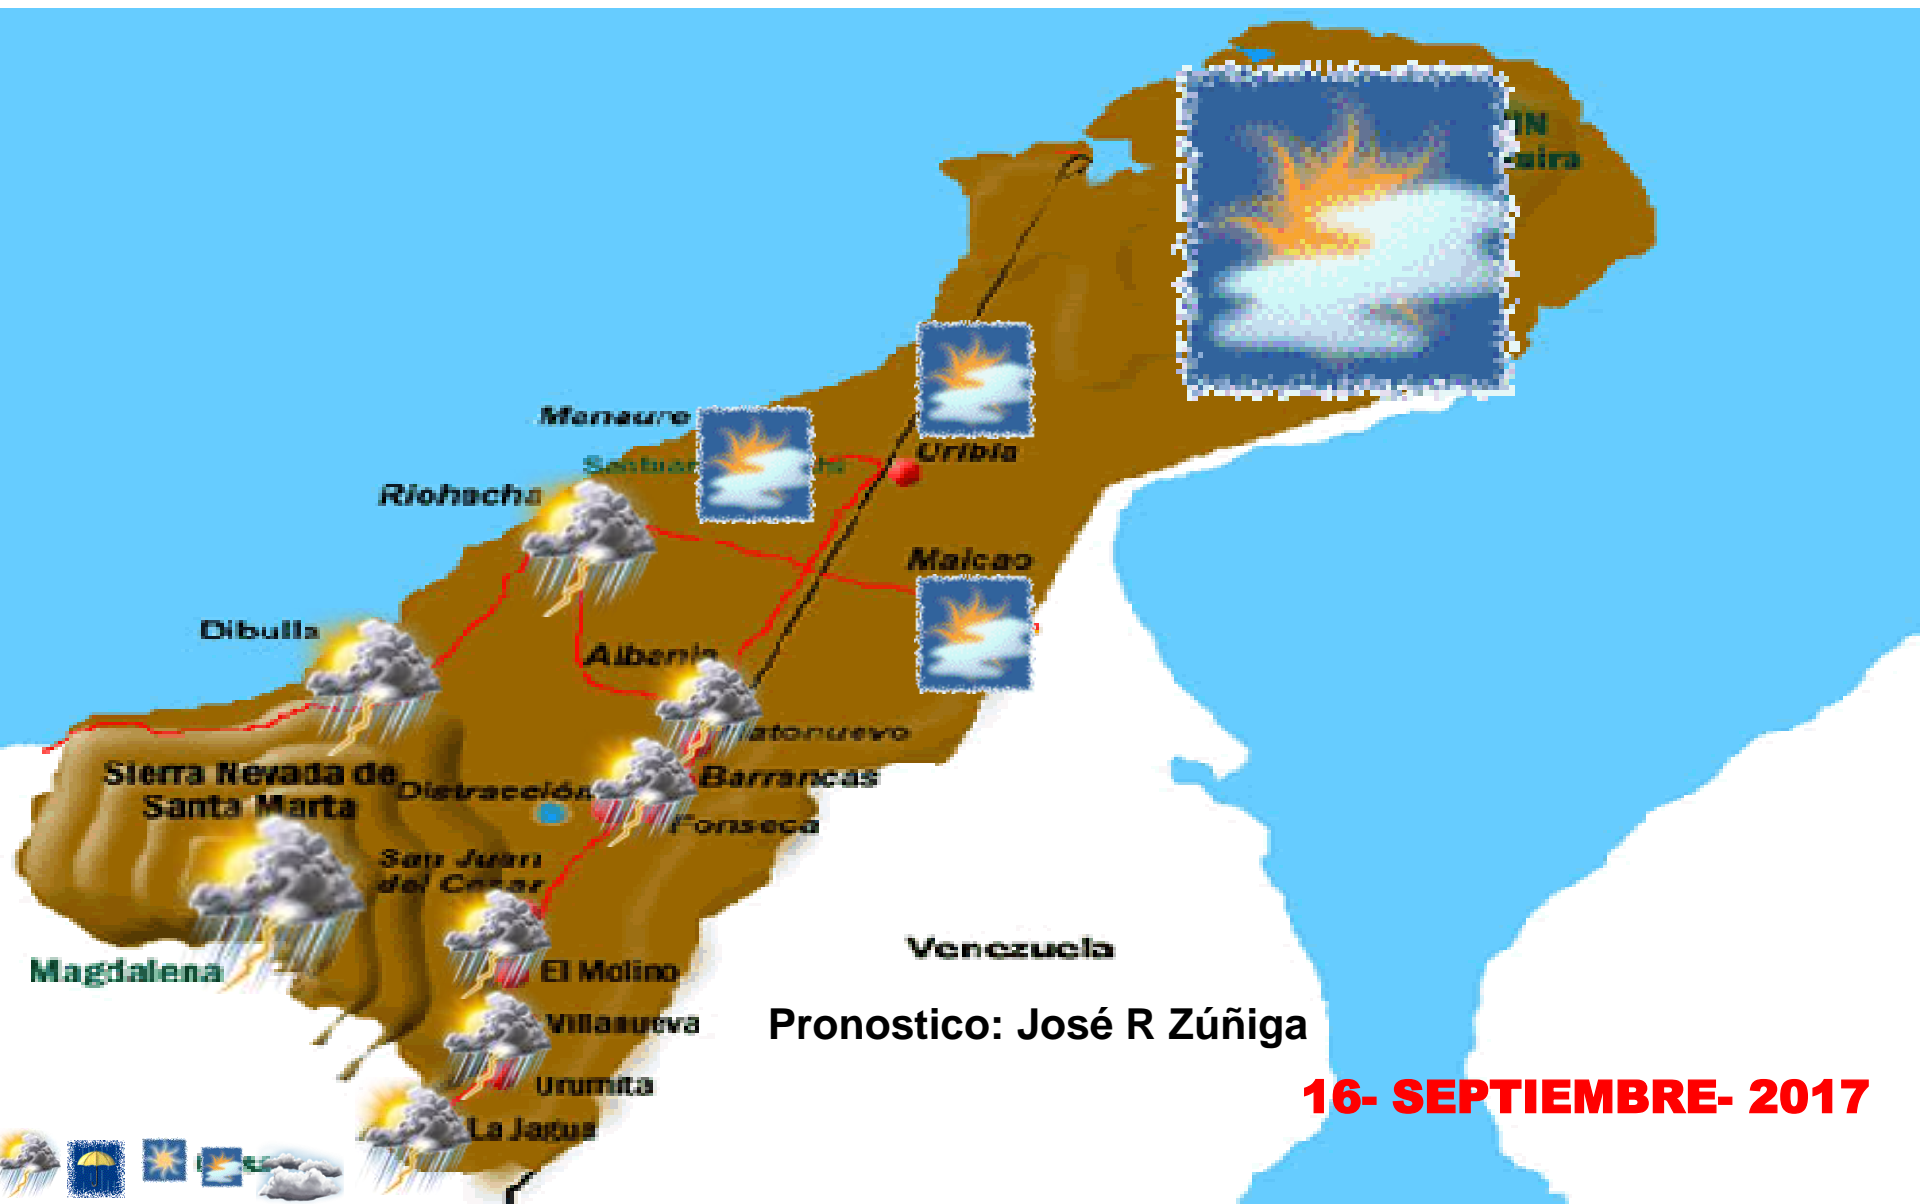 Manaure
Riohacha
Uribia
Maicao
Dibulla
Albania
Barrancas
Sierra Nevada de
Santa Marta
Distracción
Fonseca
San Juan
del Cesar
Magdalena
El Molino
Venezuela
Villanueva
Pronostico: José R Zúñiga
Urumita
16- SEPTIEMBRE- 2017
La Jagua